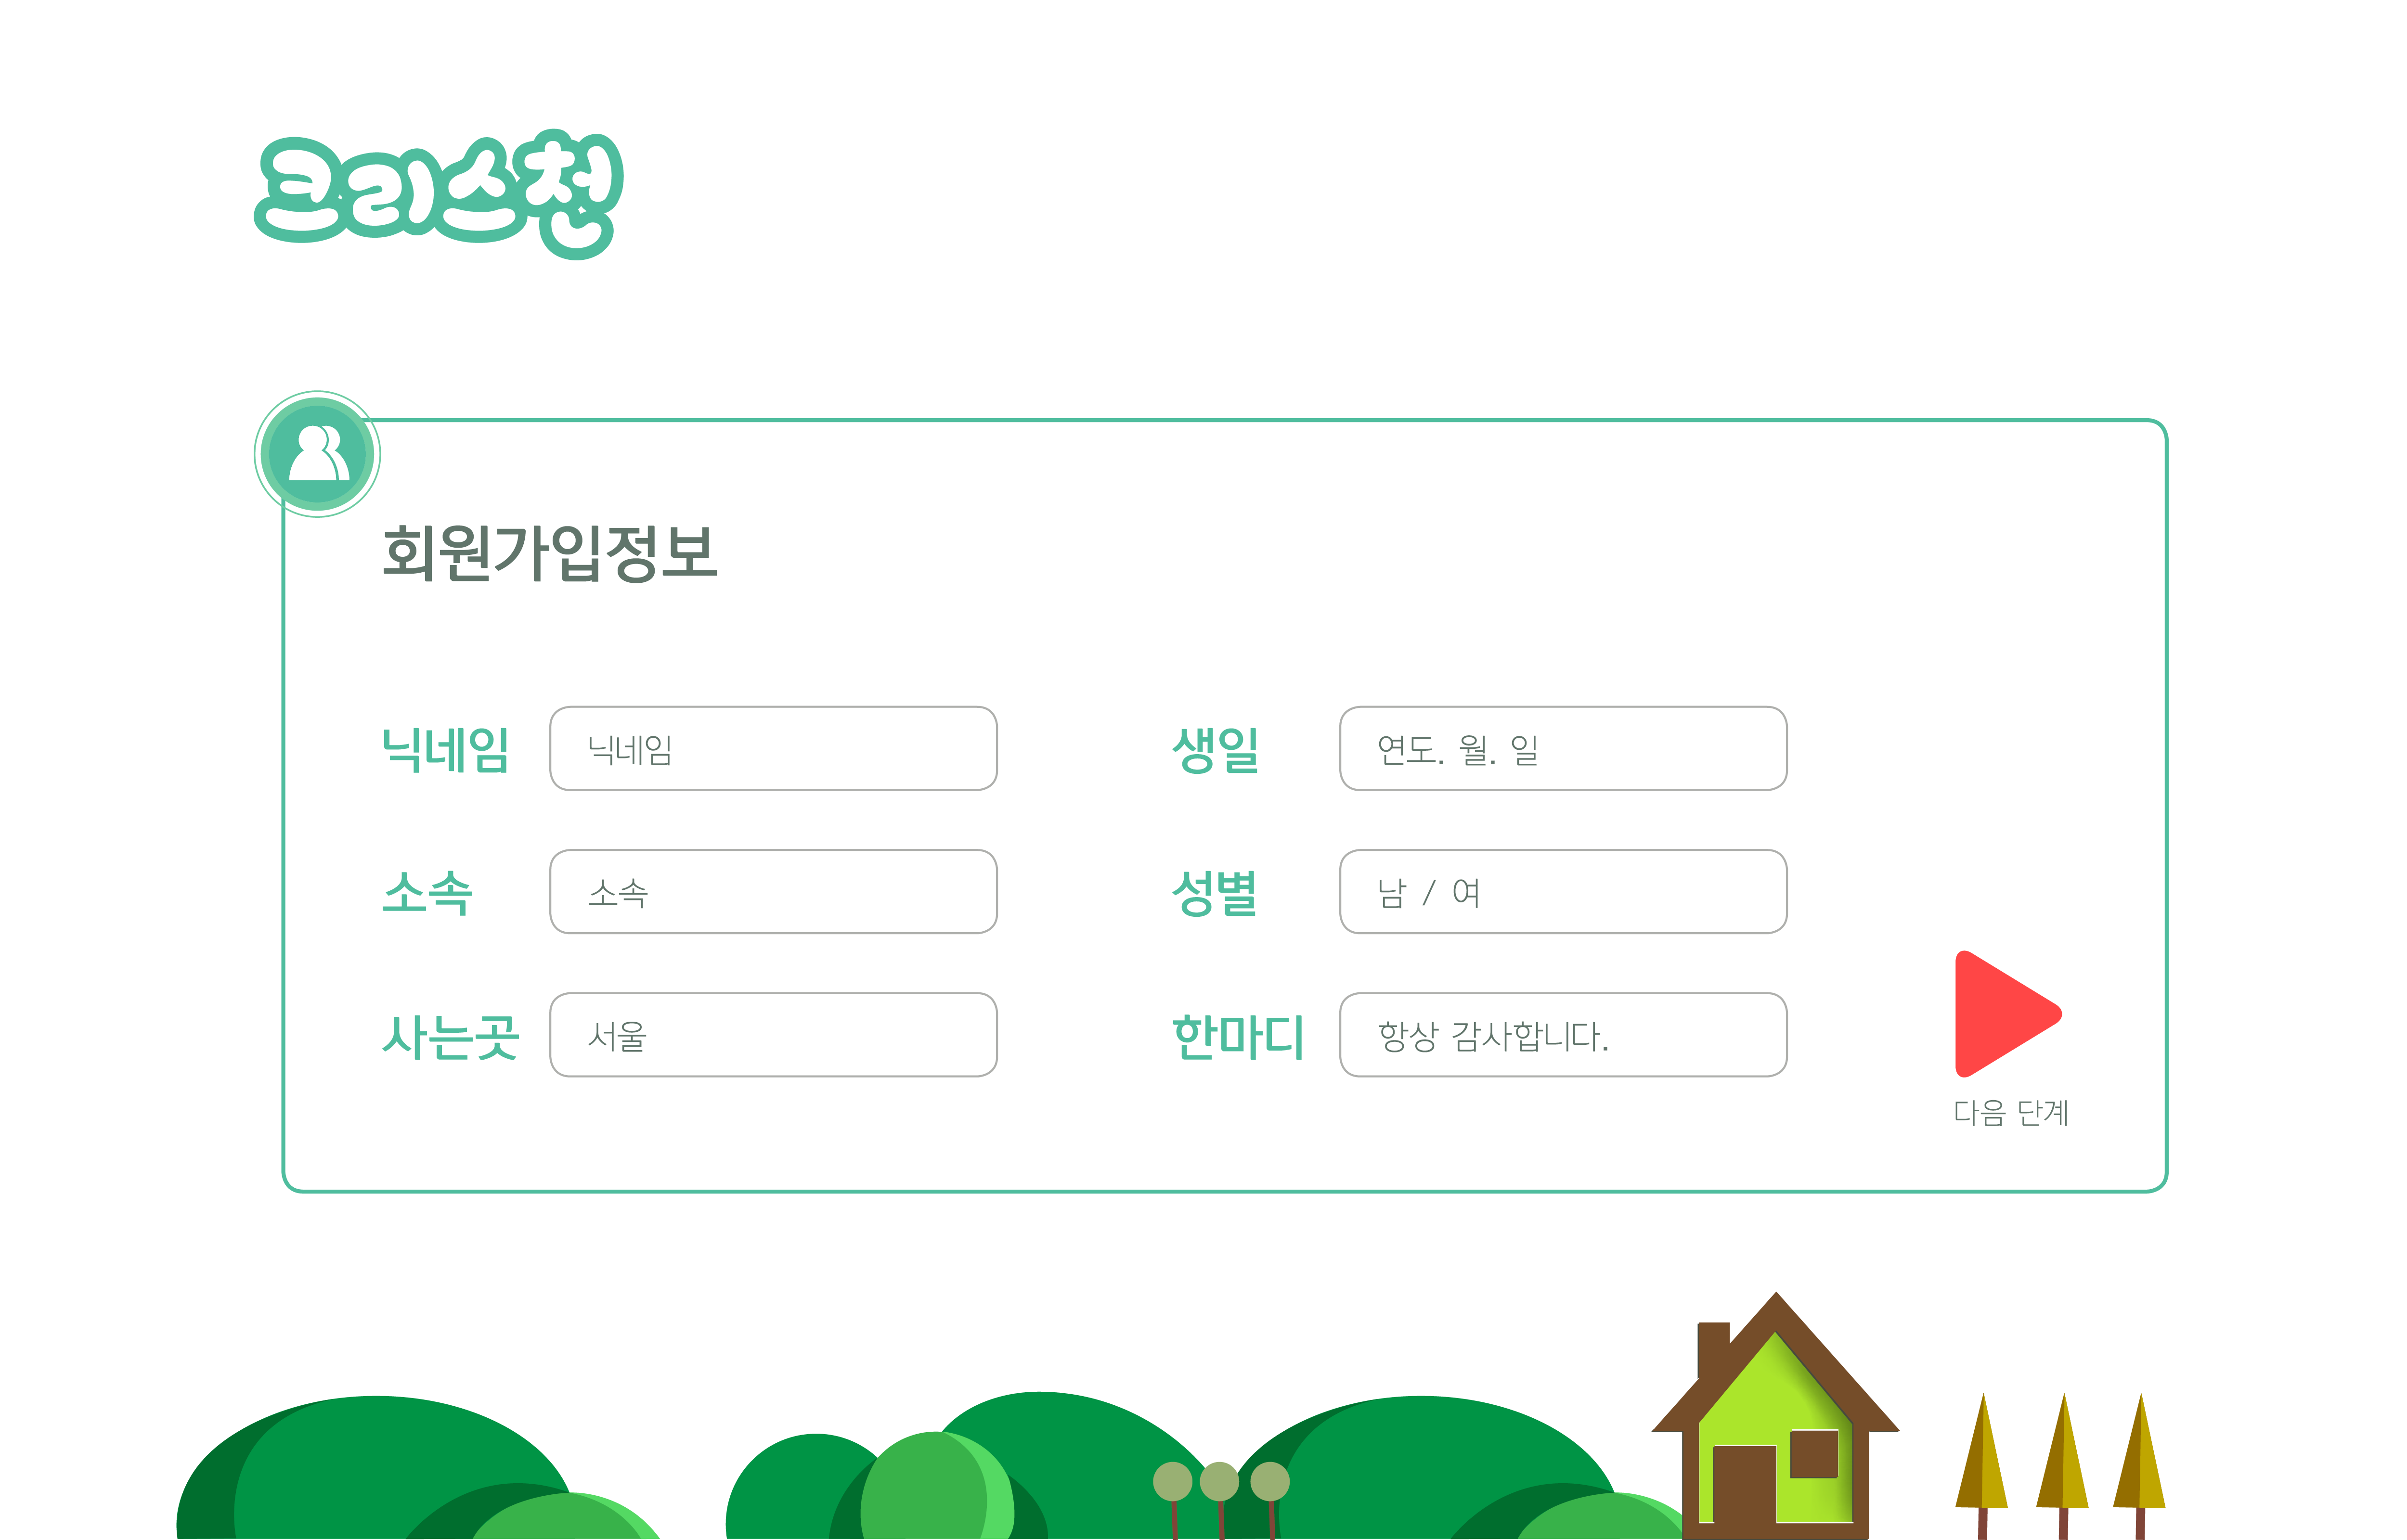 크리스챤
회원가입정보
닉네임 닉네임
생일 연도. 월. 일
소속 소속
성별 남 / 여
사는곳 서울
한마디 항상 감사합니다.
다음 단계